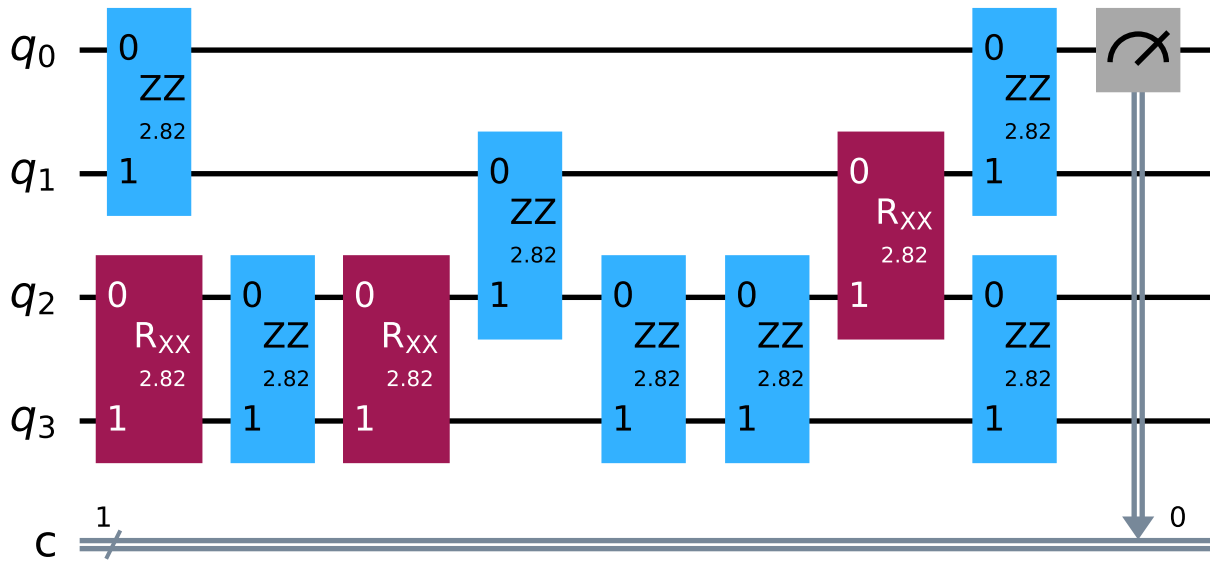 q0 0 ZZ 2.82 1 0 ZZ 2.82 1
q1 0 ZZ 2.82 1 0 RXX 2.82 1
q2 0 RXX 2.82 1 0 ZZ 2.82 1 0 RXX 2.82 1 0 ZZ 2.82 1 0 ZZ 2.82 1 0 ZZ 2.82 1
q3
c 1 0